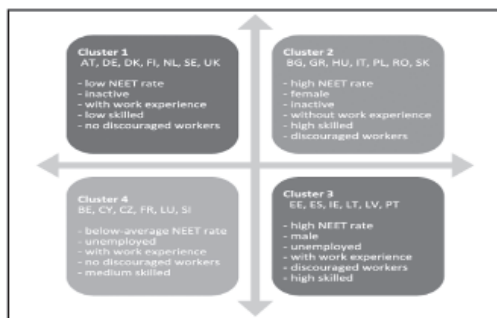 Cluster 1
AT, DE, DK, FI, NL, SE, UK
- low NEET rate
- inactive
- with work experience
- low skilled
- no discouraged workers
Cluster 2
BG, GR, HU, IT, PL, RO, SK
- high NEET rate
- female
- inactive
- without work experience
- high skilled
- discouraged workers
Cluster 4
BE, CY, CZ, FR, LU, SI
- below-average NEET rate
- unemployed
- with work experience
- no discouraged workers
- medium skilled
Cluster 3
EE, ES, IE, LT, LV, PT
- high NEET rate
- male
- unemployed
- with work experience
- discouraged workers
- high skilled